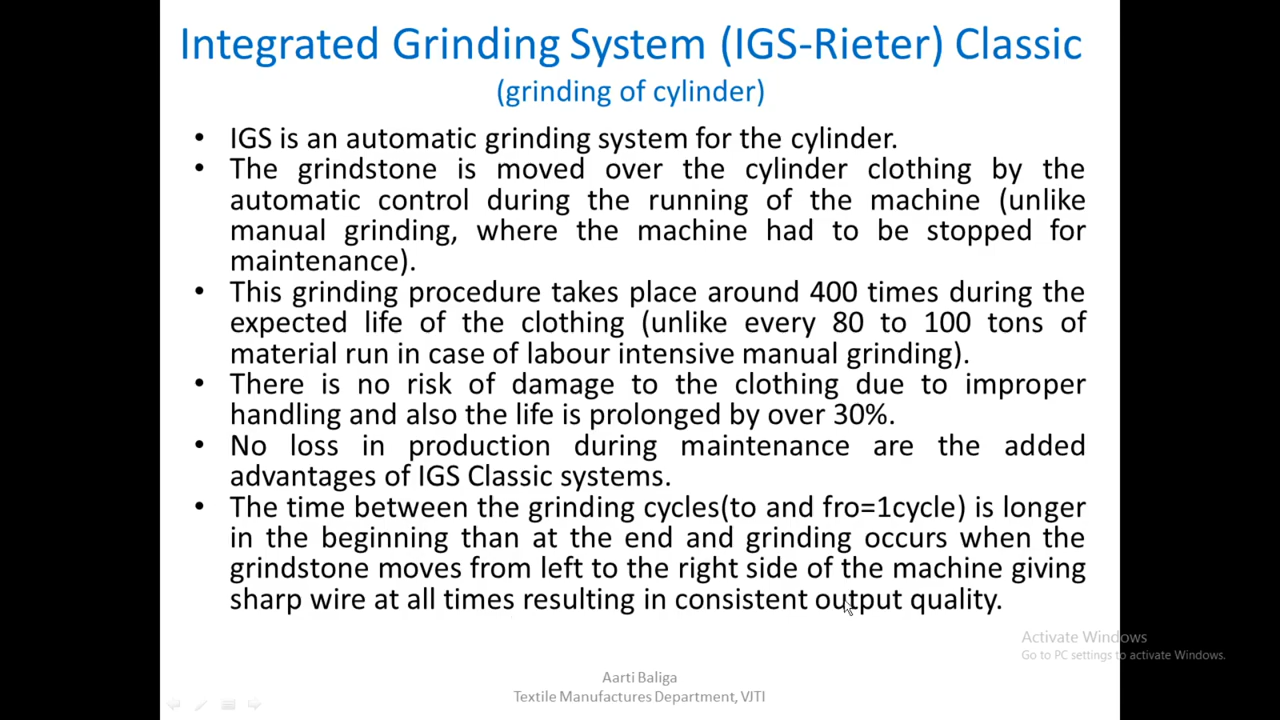 Integrated Grinding System (IGS-Rieter) Classic
(grinding of cylinder)
• IGS is an automatic grinding system for the cylinder.
• The grindstone is moved over the cylinder clothing by the
automatic control during the running of the machine (unlike
manual grinding, where the machine had to be stopped for
maintenance).
• This grinding procedure takes place around 400 times during the
expected life of the clothing (unlike every 80 to 100 tons of
material run in case of labour intensive manual grinding).
• There is no risk of damage to the clothing due to improper
handling and also the life is prolonged by over 30%.
• No loss in production during maintenance are the added
advantages of IGS Classic systems.
• The time between the grinding cycles(to and fro=1cycle) is longer
in the beginning than at the end and grinding occurs when the
grindstone moves from left to the right side of the machine giving
sharp wire at all times resulting in consistent output quality.
Activate Windows
Go to PC settings to activate Windows.
Aarti Baliga
Textile Manufactures Department, VJTI